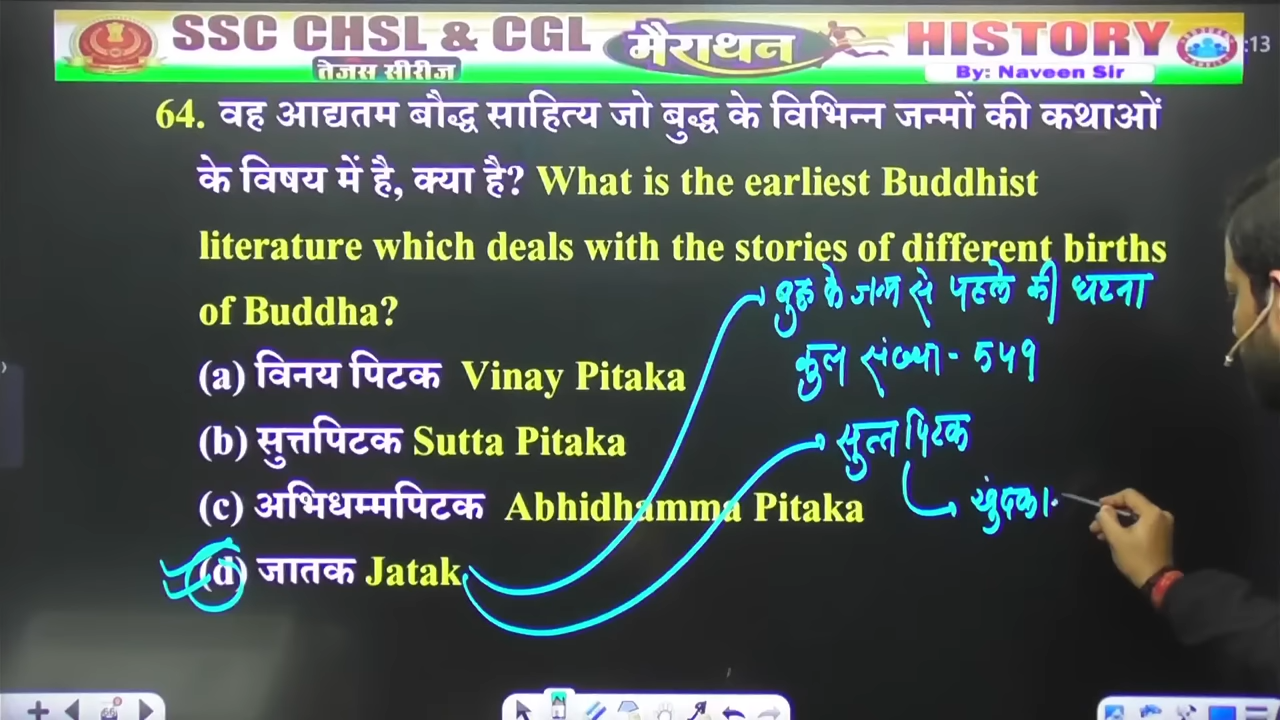 SSC CHSL & CGL मैराथन HISTORY :13
तेजस सीरीज By: Naveen Sir
64. वह आद्यतम बौद्ध साहित्य जो बुद्ध के विभिन्न जन्मों की कथाओं
के विषय में है, क्या है? What is the earliest Buddhist
literature which deals with the stories of different births
of Buddha?
बुद्ध के जन्म से पहले की घटना
कुल संख्या - 549
(a) विनय पिटक Vinay Pitaka
(b) सुत्तपिटक Sutta Pitaka
सुत्त पिटक
(c) अभिधम्मपिटक Abhidhamma Pitaka
खुदका
(d) जातक Jatak